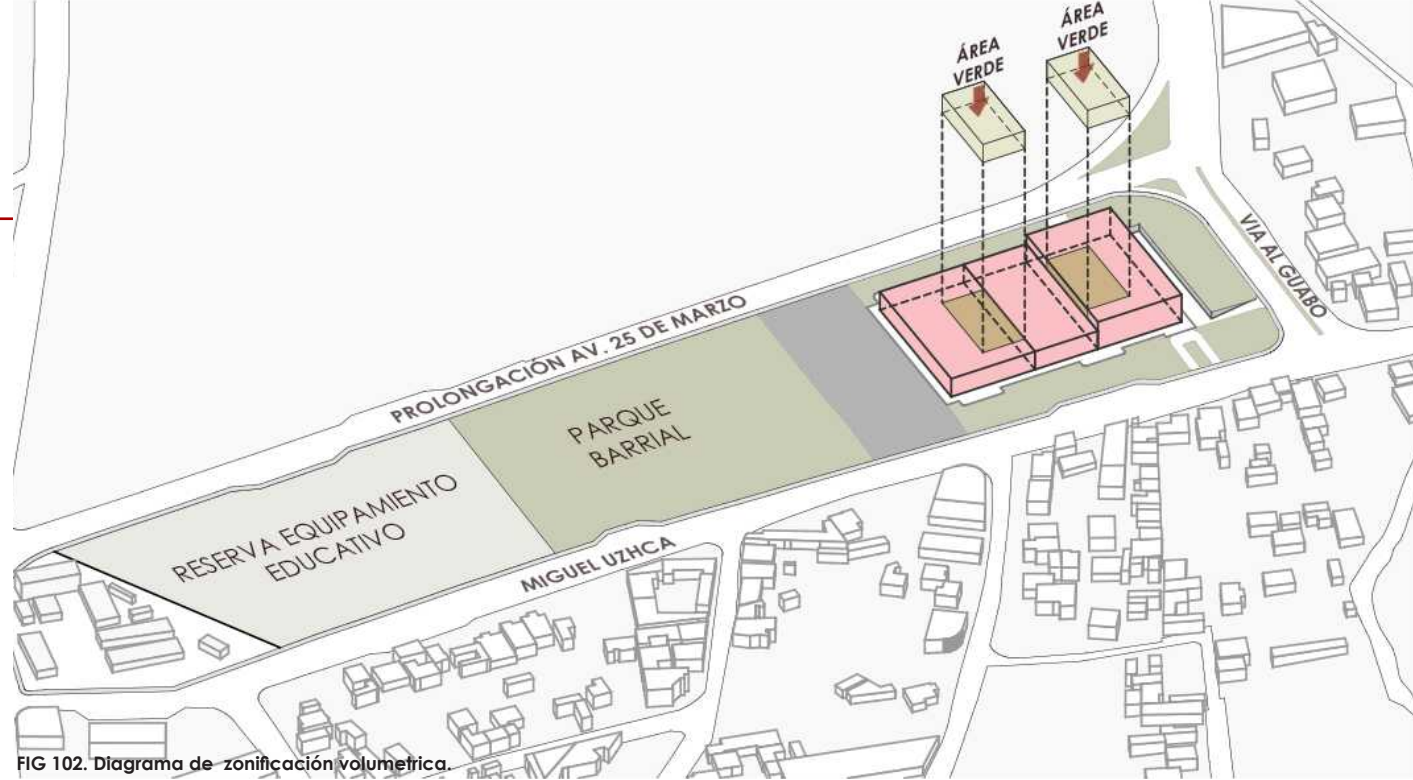 ÁREA
VERDE
ÁREA
VERDE
VIA AL GUABO
PROLONGACIÓN AV. 25 DE MARZO
PARQUE
BARRIAL
RESERVA EQUIPAMIENTO
EDUCATIVO
MIGUEL UZHCA
FIG 102. Diagrama de zonificación volumetrica.